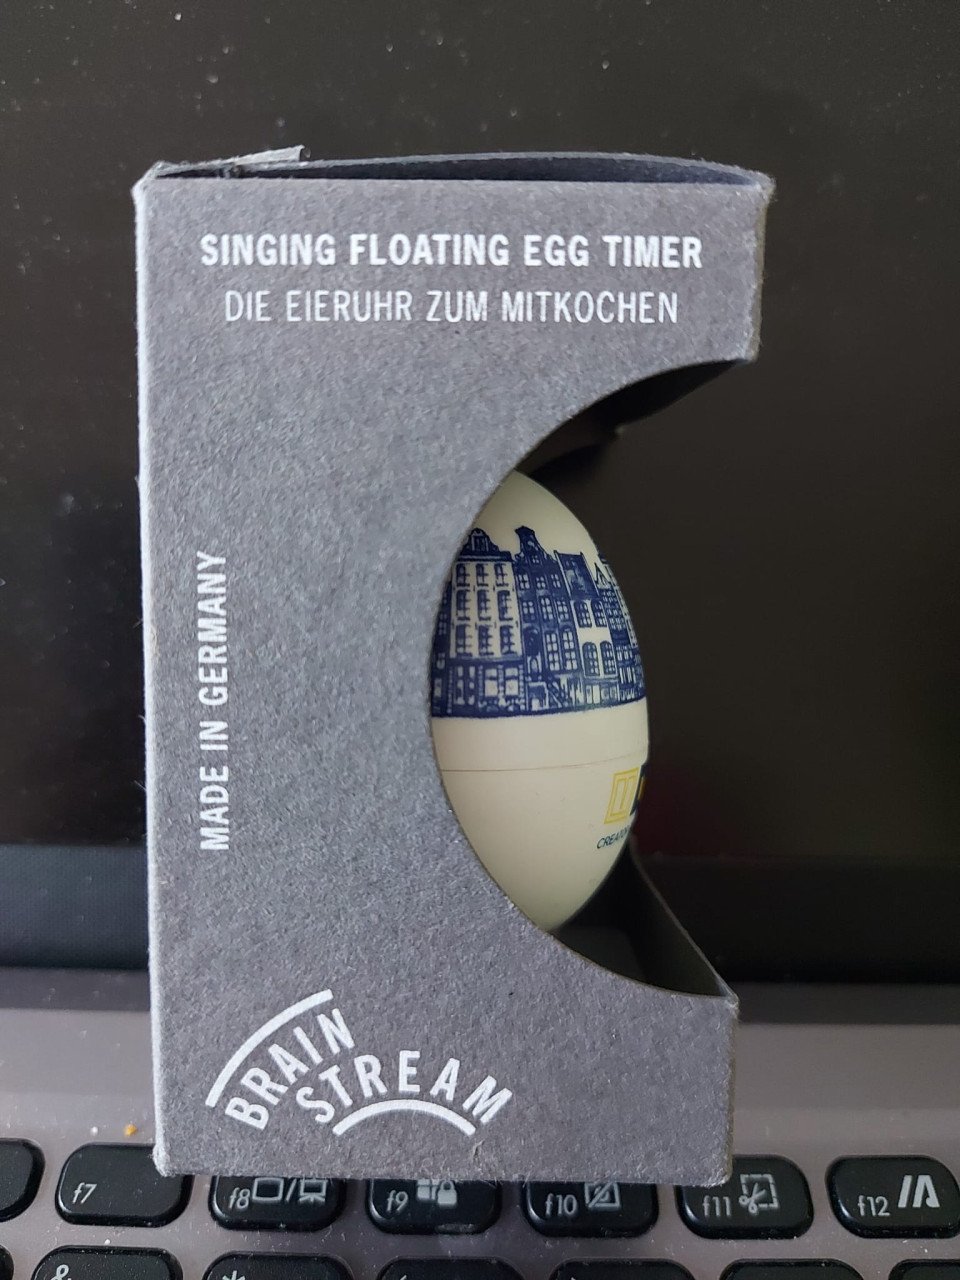 SINGING FLOATING EGG TIMER
DIE EIERUHR ZUM MITKOCHEN
MADE IN GERMANY
BRAIN
STREAM
f7
f8
f9
f10
f11
f12
&
*